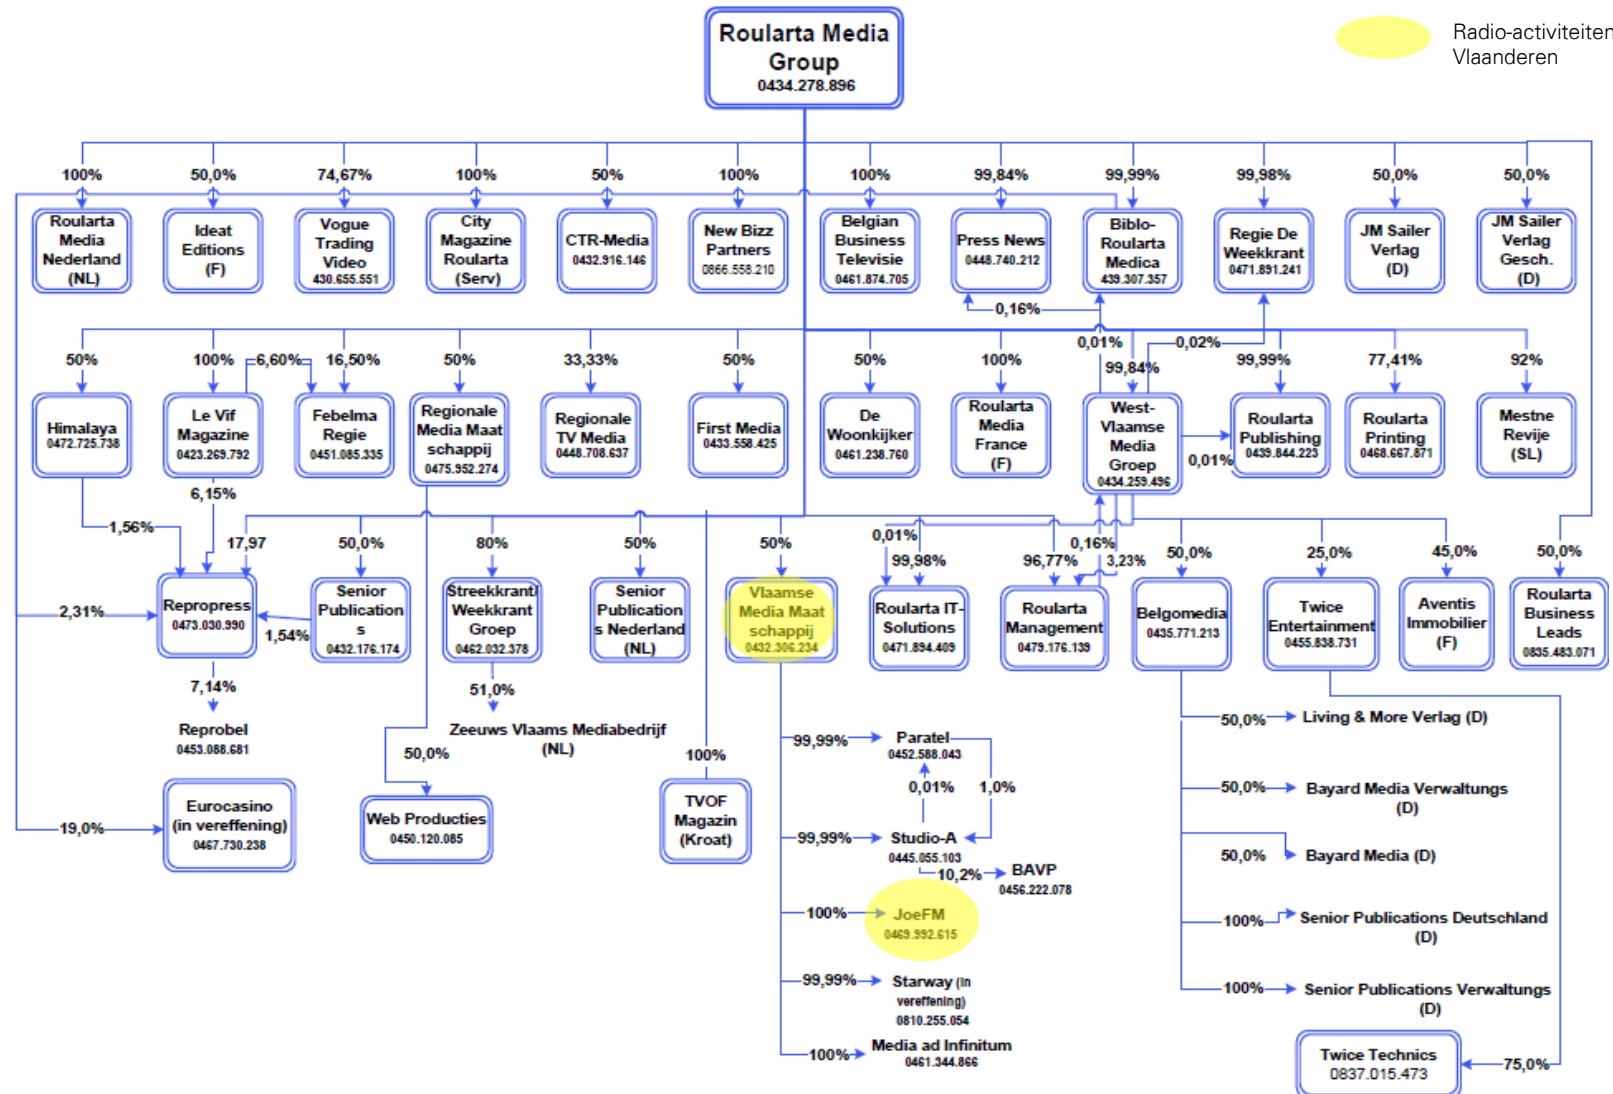 Roularta Media
Group
0434.278.896
Radio-activiteiten
Vlaanderen
100%
50,0%
74,67%
100%
50%
100%
100%
99,84%
99,99%
99,98%
50,0%
50,0%
Roularta
Media
Nederland
(NL)
Ideat
Editions
(F)
Vogue
Trading
Video
430.655.551
City
Magazine
Roularta
(Serv)
CTR-Media
0432.916.146
New Bizz
Partners
0866.558.210
Belgian
Business
Televisie
0461.874.705
Press News
0448.740.212
Biblo-
Roularta
Medica
439.307.357
Regie De
Weekkrant
0471.891.241
JM Sailer
Verlag
(D)
JM Sailer
Verlag
Gesch.
(D)
0,16%
50%
100%
6,60%
16,50%
50%
33,33%
50%
50%
100%
0,01%
99,84%
0,02%
99,99%
77,41%
92%
Himalaya
0472.725.738
Le Vif
Magazine
0423.269.792
Febelma
Regie
0451.085.335
Regionale
Media Maat
schappij
0475.952.274
Regionale
TV Media
0448.708.637
First Media
0433.558.425
De
Woonkijker
0461.238.760
Roularta
Media
France
(F)
West-
Vlaamse
Media
Groep
0434.259.496
0,01%
Roularta
Publishing
0439.844.223
Roularta
Printing
0468.667.871
Mestne
Revije
(SL)
6,15%
1,56%
17,97
50,0%
80%
50%
50%
0,01%
99,98%
96,77%
0,16%
3,23%
50,0%
25,0%
45,0%
50,0%
2,31%
Repropress
0473.030.990
1,54%
Senior
Publication
s
0432.176.174
Streekkrant/
Weekkrant
Groep
0462.032.378
Senior
Publication
s Nederland
(NL)
Vlaamse
Media Maat
schappij
0432.306.234
Roularta IT-
Solutions
0471.894.409
Roularta
Management
0479.176.139
Belgomedia
0435.771.213
Twice
Entertainment
0455.838.731
Aventis
Immobilier
(F)
Roularta
Business
Leads
0835.483.071
7,14%
Reprobel
0453.088.681
51,0%
Zeeuws Vlaams Mediabedrijf
(NL)
50,0%
100%
99,99%
Paratel
0452.588.043
0,01%
1,0%
50,0%
Living & More Verlag (D)
19,0%
Eurocasino
(in vereffening)
0467.730.238
Web Producties
0450.120.085
TVOF
Magazin
(Kroat)
99,99%
Studio-A
0445.055.103
10,2%
BAVP
0456.222.078
50,0%
Bayard Media Verwaltungs
(D)
50,0%
Bayard Media (D)
100%
JoeFM
0469.992.615
100%
Senior Publications Deutschland
(D)
99,99%
Starway (in
vereffening)
0810.255.054
100%
Senior Publications Verwaltungs
(D)
100%
Media ad Infinitum
0461.344.866
Twice Technics
0837.015.473
75,0%